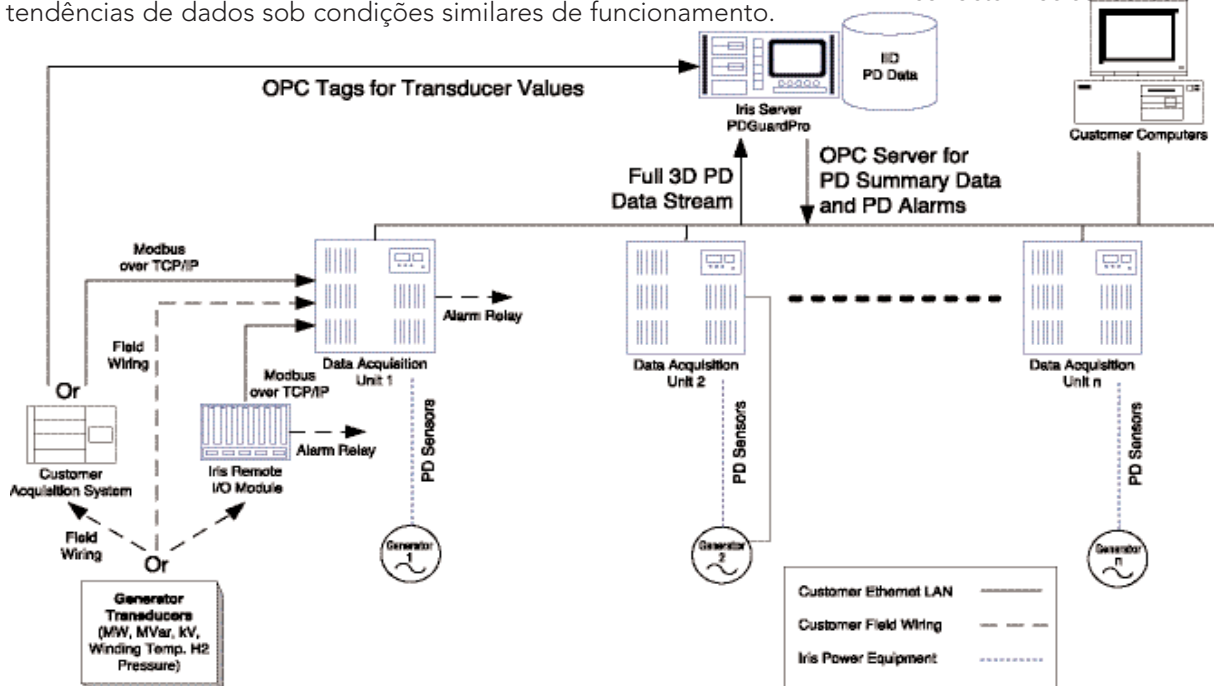 tendências de dados sob condições similares de funcionamento.
OPC Tags for Transducer Values
IID
PD Data
Iris Server
PDGuardPro
Customer Computers
Full 3D PD
Data Stream
OPC Server for
PD Summary Data
and PD Alarms
Modbus
over TCP/IP
Alarm Relay
Field
Wiring
Data Acquisition
Unit 1
Data Acquisition
Unit 2
Data Acquisition
Unit n
Modbus
over TCP/IP
Or
Alarm Relay
PD Sensors
PD Sensors
PD Sensors
Customer
Acquisition System
Iris Remote
I/O Module
Field
Wiring
Or
Generator
1
Generator
2
Generator
n
Generator
Transducers
(MW, MVar, kV,
Winding Temp. H2
Pressure)
Customer Ethernet LAN
Customer Field Wiring
Iris Power Equipment